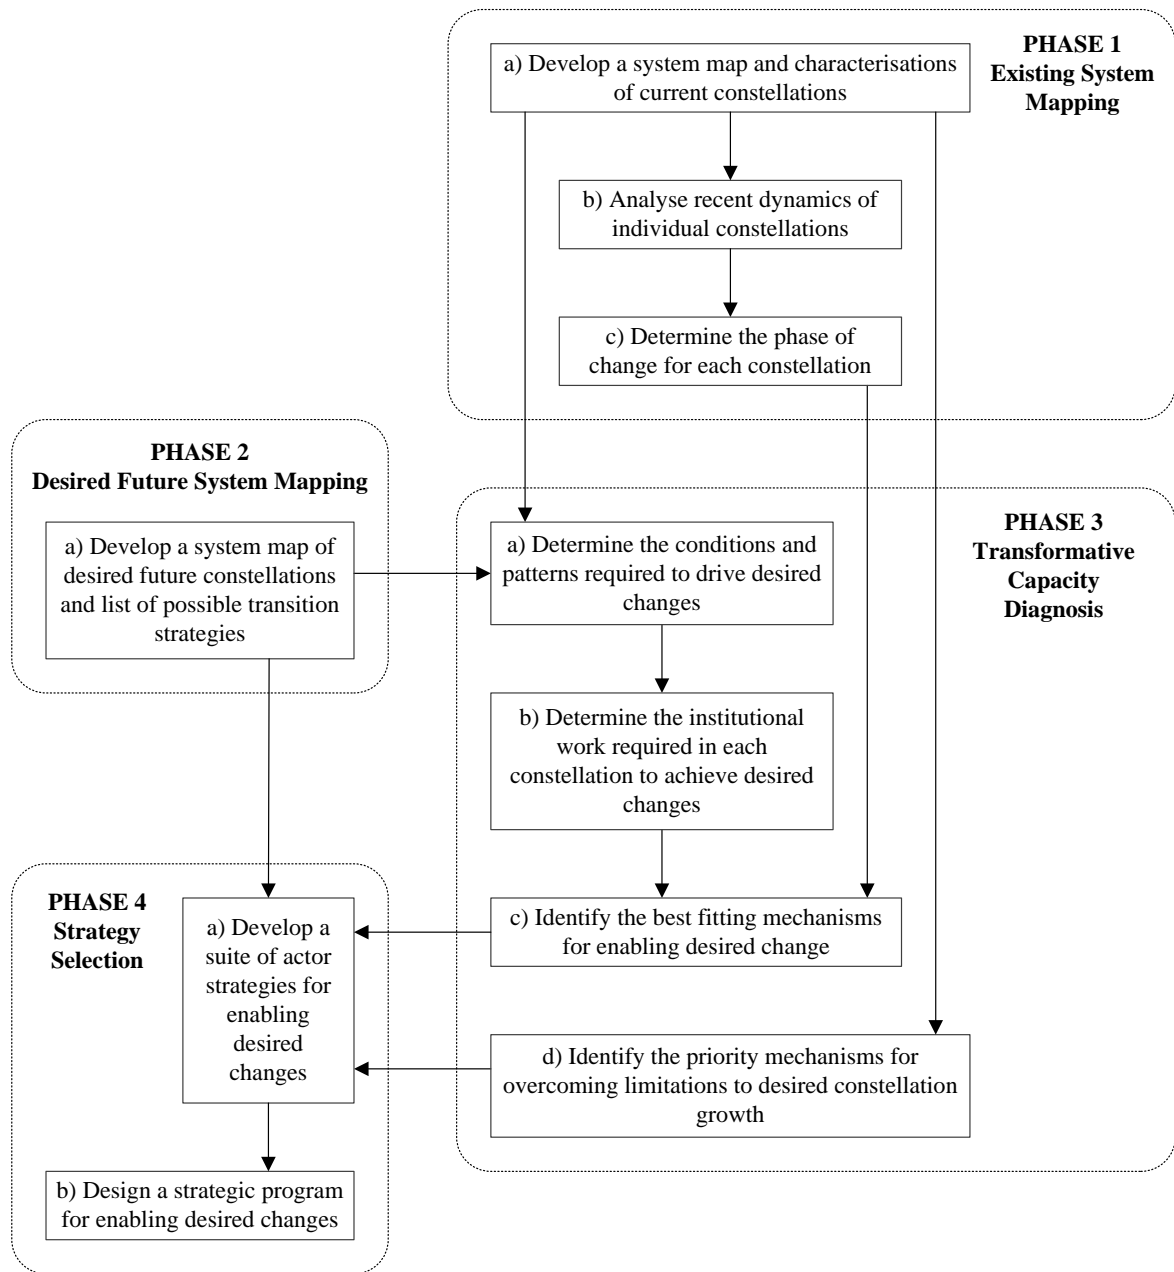 PHASE 1
Existing System
Mapping
a) Develop a system map and characterisations
of current constellations
b) Analyse recent dynamics of
individual constellations
c) Determine the phase of
change for each constellation
PHASE 2
Desired Future System Mapping
a) Develop a system map of
desired future constellations
and list of possible transition
strategies
PHASE 3
Transformative
Capacity
Diagnosis
a) Determine the conditions and
patterns required to drive desired
changes
b) Determine the institutional
work required in each
constellation to achieve desired
changes
c) Identify the best fitting mechanisms
for enabling desired change
d) Identify the priority mechanisms for
overcoming limitations to desired constellation
growth
PHASE 4
Strategy
Selection
a) Develop a
suite of actor
strategies for
enabling
desired
changes
b) Design a strategic program
for enabling desired changes